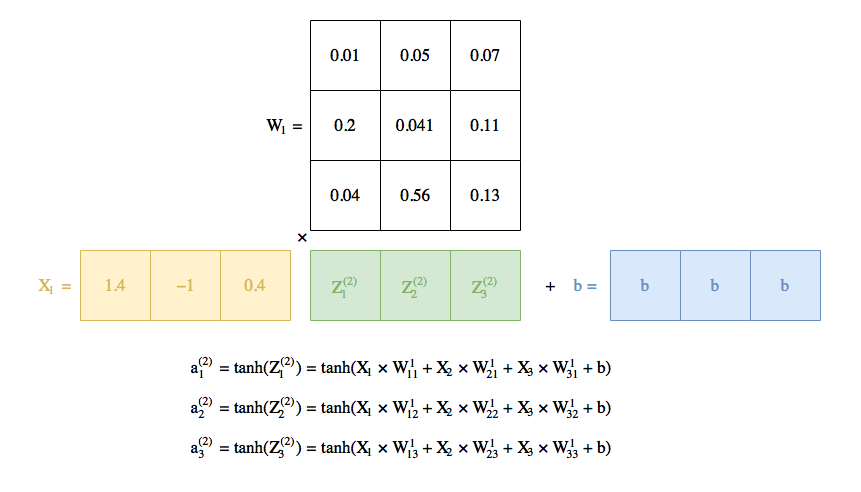 0.01 0.05 0.07
W₁ = 0.2 0.041 0.11
0.04 0.56 0.13
×
X₁ = 1.4 −1 0.4 Z₁⁽²⁾ Z₂⁽²⁾ Z₃⁽²⁾ + b = b b b
a₁⁽²⁾ = tanh(Z₁⁽²⁾) = tanh(X₁ × W₁₁¹ + X₂ × W₂₁¹ + X₃ × W₃₁¹ + b)
a₂⁽²⁾ = tanh(Z₂⁽²⁾) = tanh(X₁ × W₁₂¹ + X₂ × W₂₂¹ + X₃ × W₃₂¹ + b)
a₃⁽²⁾ = tanh(Z₃⁽²⁾) = tanh(X₁ × W₁₃¹ + X₂ × W₂₃¹ + X₃ × W₃₃¹ + b)